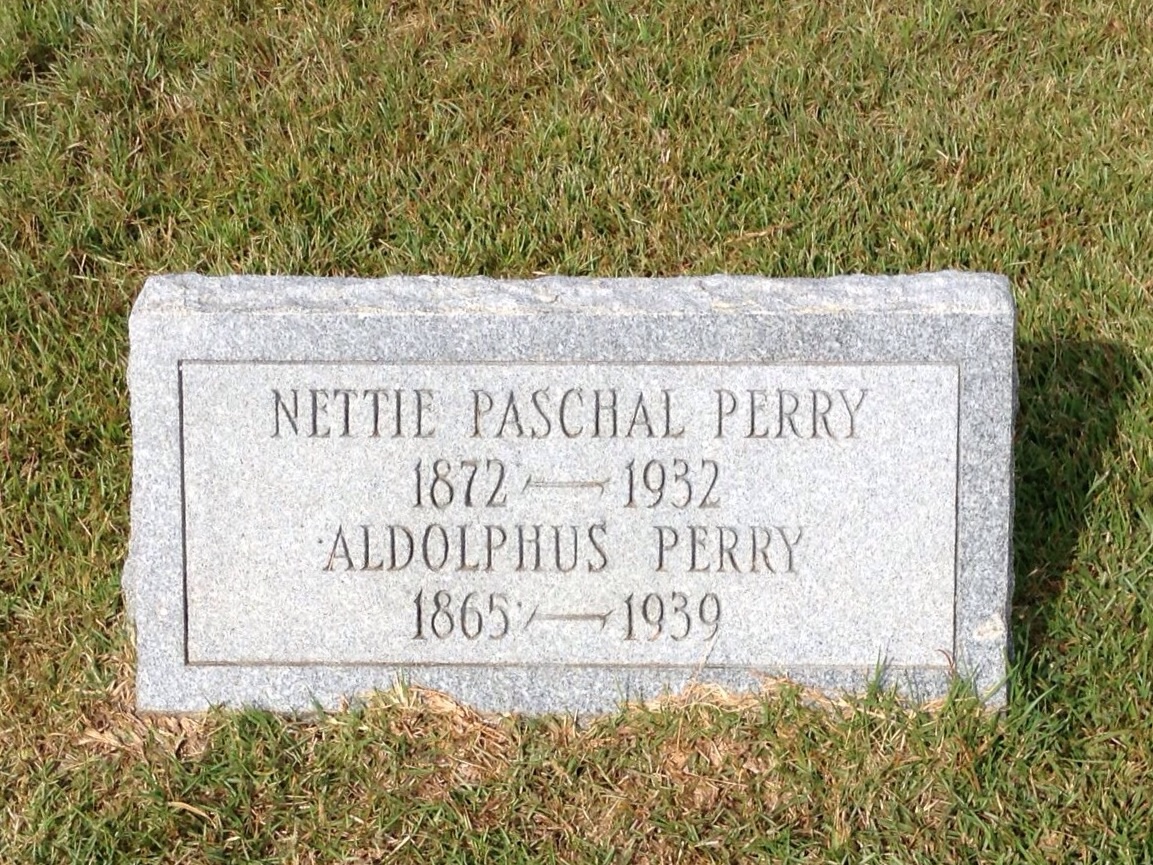 NETTIE PASCHAL PERRY
1872 — 1932
ALDOLPHUS PERRY
1865 — 1939